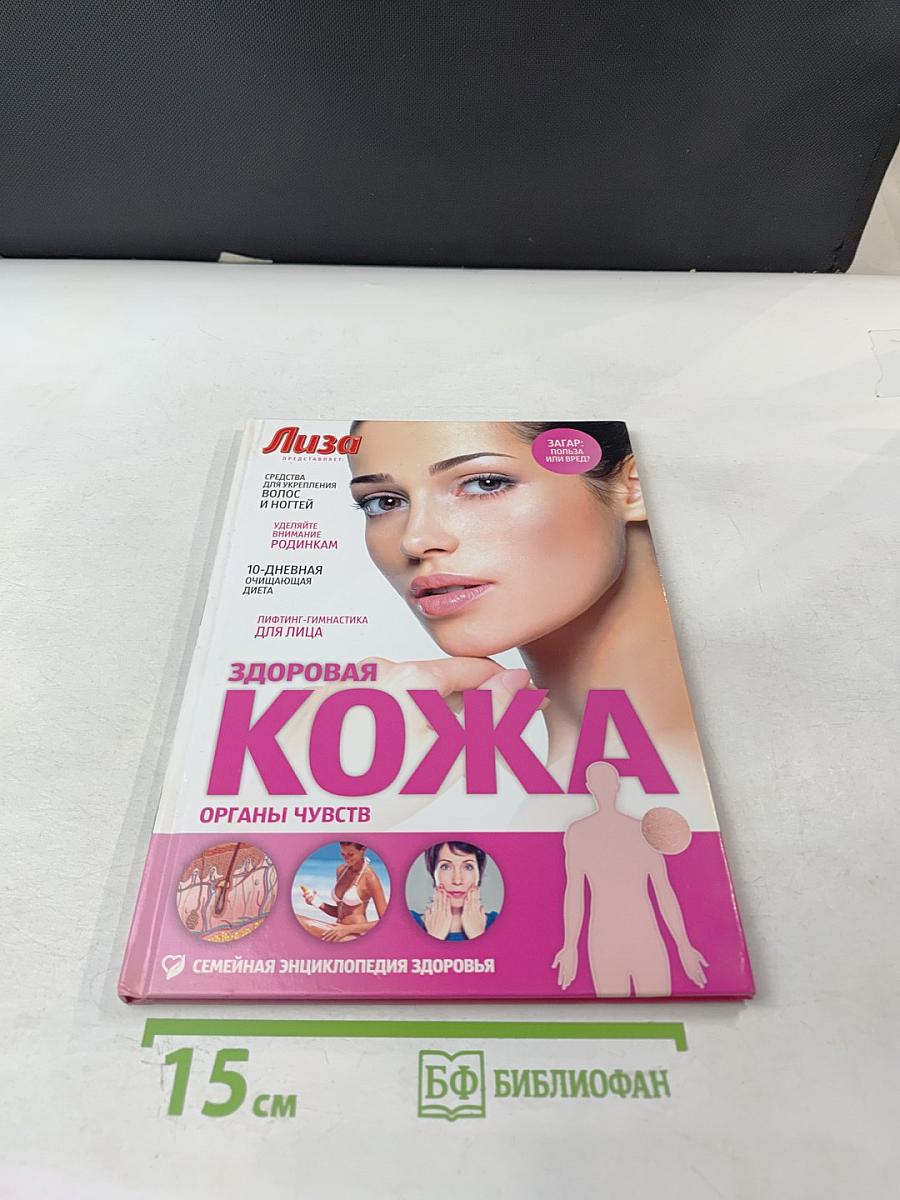 Лиза
ПРЕДСТАВЛЯЕТ:
ЗАГАР:
ПОЛЬЗА
ИЛИ ВРЕД?
СРЕДСТВА
ДЛЯ УКРЕПЛЕНИЯ
ВОЛОС
И НОГТЕЙ
УДЕЛЯЙТЕ
ВНИМАНИЕ
РОДИНКАМ
10-ДНЕВНАЯ
ОЧИЩАЮЩАЯ
ДИЕТА
ЛИФТИНГ-ГИМНАСТИКА
ДЛЯ ЛИЦА
ЗДОРОВАЯ
КОЖА
ОРГАНЫ ЧУВСТВ
СЕМЕЙНАЯ ЭНЦИКЛОПЕДИЯ ЗДОРОВЬЯ
15 см
БФ БИБЛИОФАН